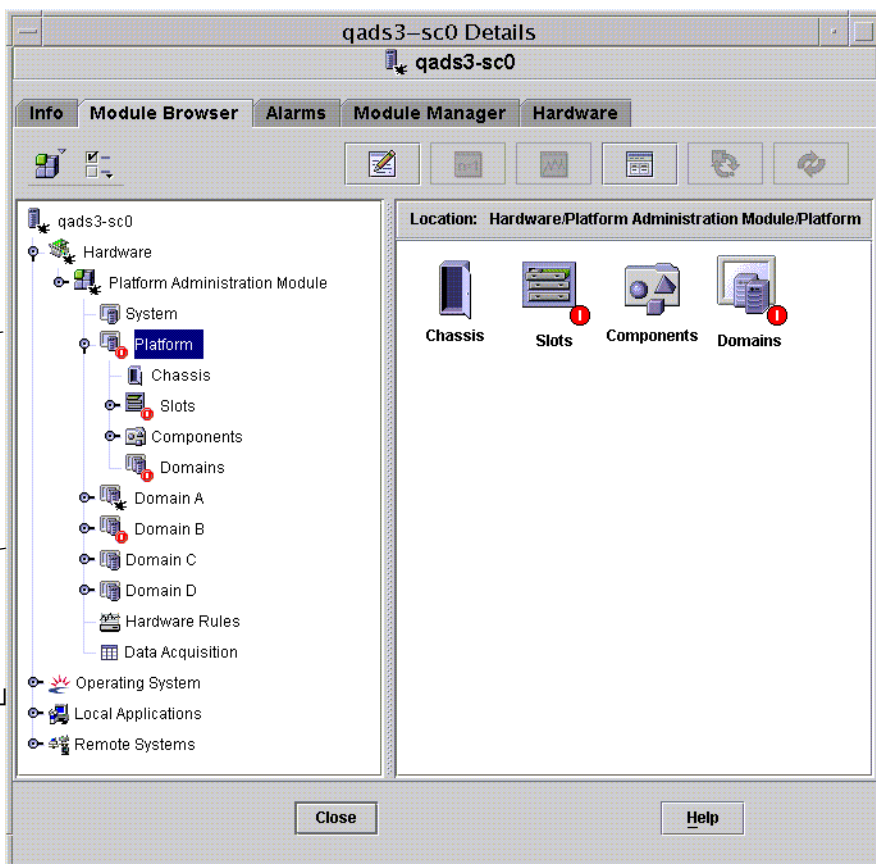 qads3-sc0 Details
qads3-sc0
Info Module Browser Alarms Module Manager Hardware
n=1
qads3-sc0
Location: Hardware/Platform Administration Module/Platform
Hardware
Platform Administration Module
System
Platform
Chassis
Slots
Components
Domains
Domain A
Domain B
Domain C
Domain D
Hardware Rules
Data Acquisition
Operating System
Local Applications
Remote Systems
Chassis Slots Components Domains
Close Help